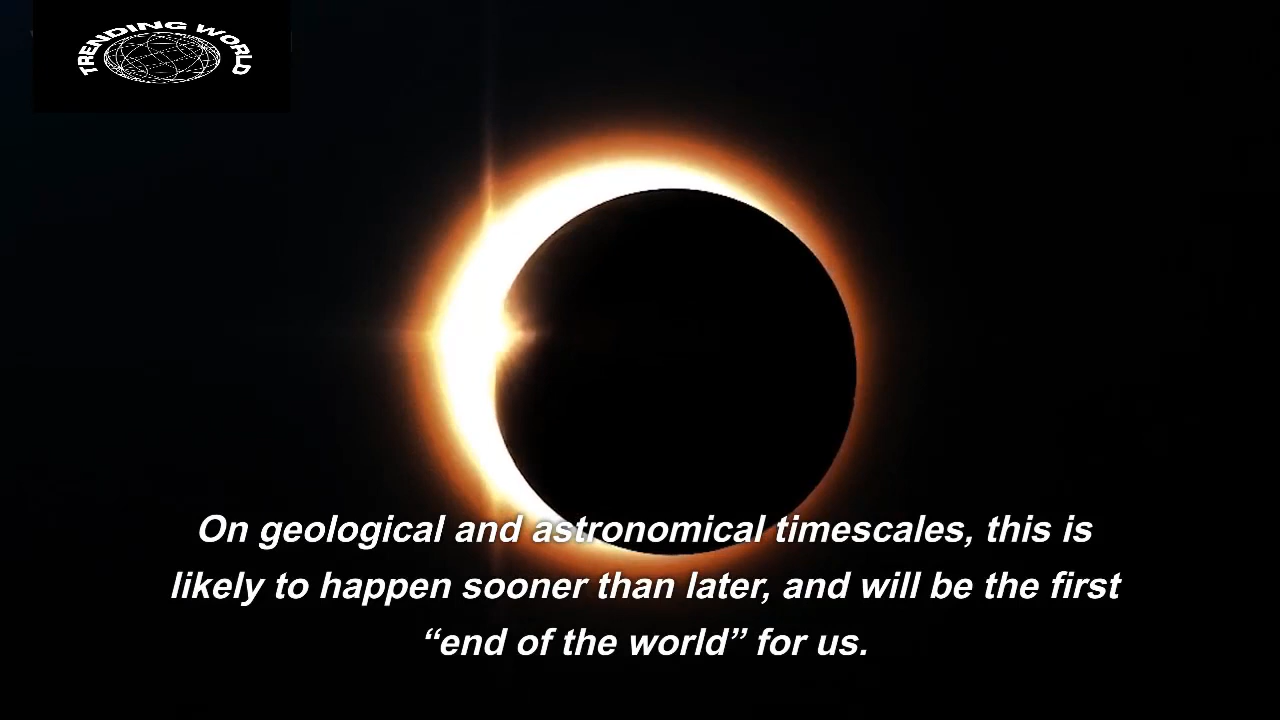 TRENDING WORLD
On geological and astronomical timescales, this is
likely to happen sooner than later, and will be the first
“end of the world” for us.